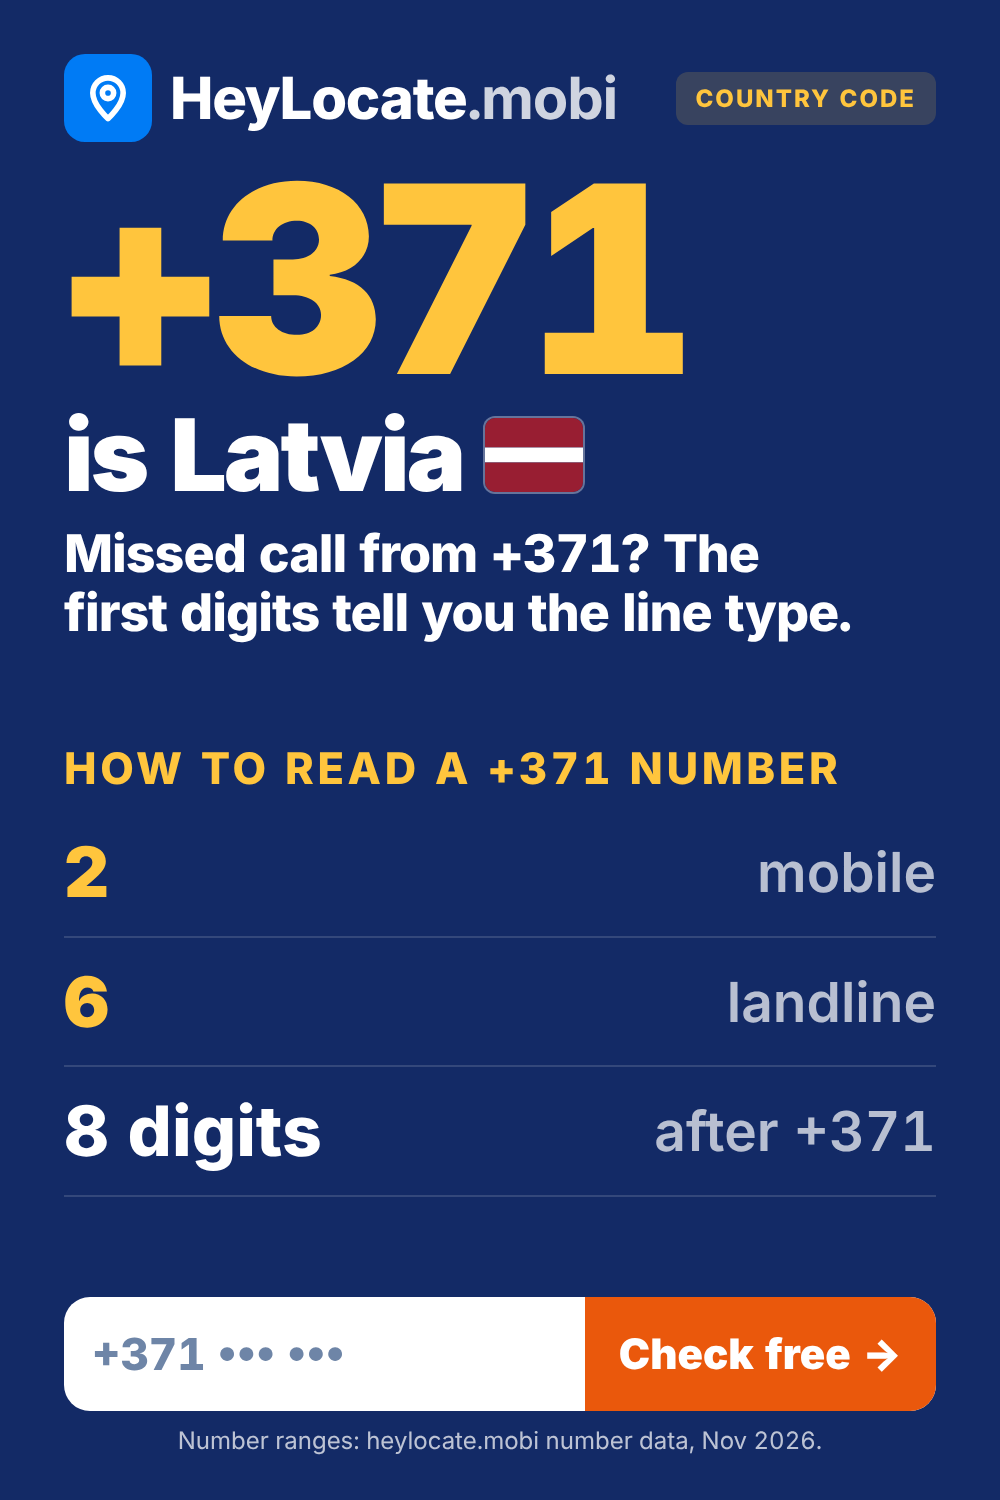 HeyLocate.mobi
COUNTRY CODE
+371
is Latvia
Missed call from +371? The
first digits tell you the line type.
HOW TO READ A +371 NUMBER
2 mobile
6 landline
8 digits after +371
+371 ••• •••
Check free →
Number ranges: heylocate.mobi number data, Nov 2026.